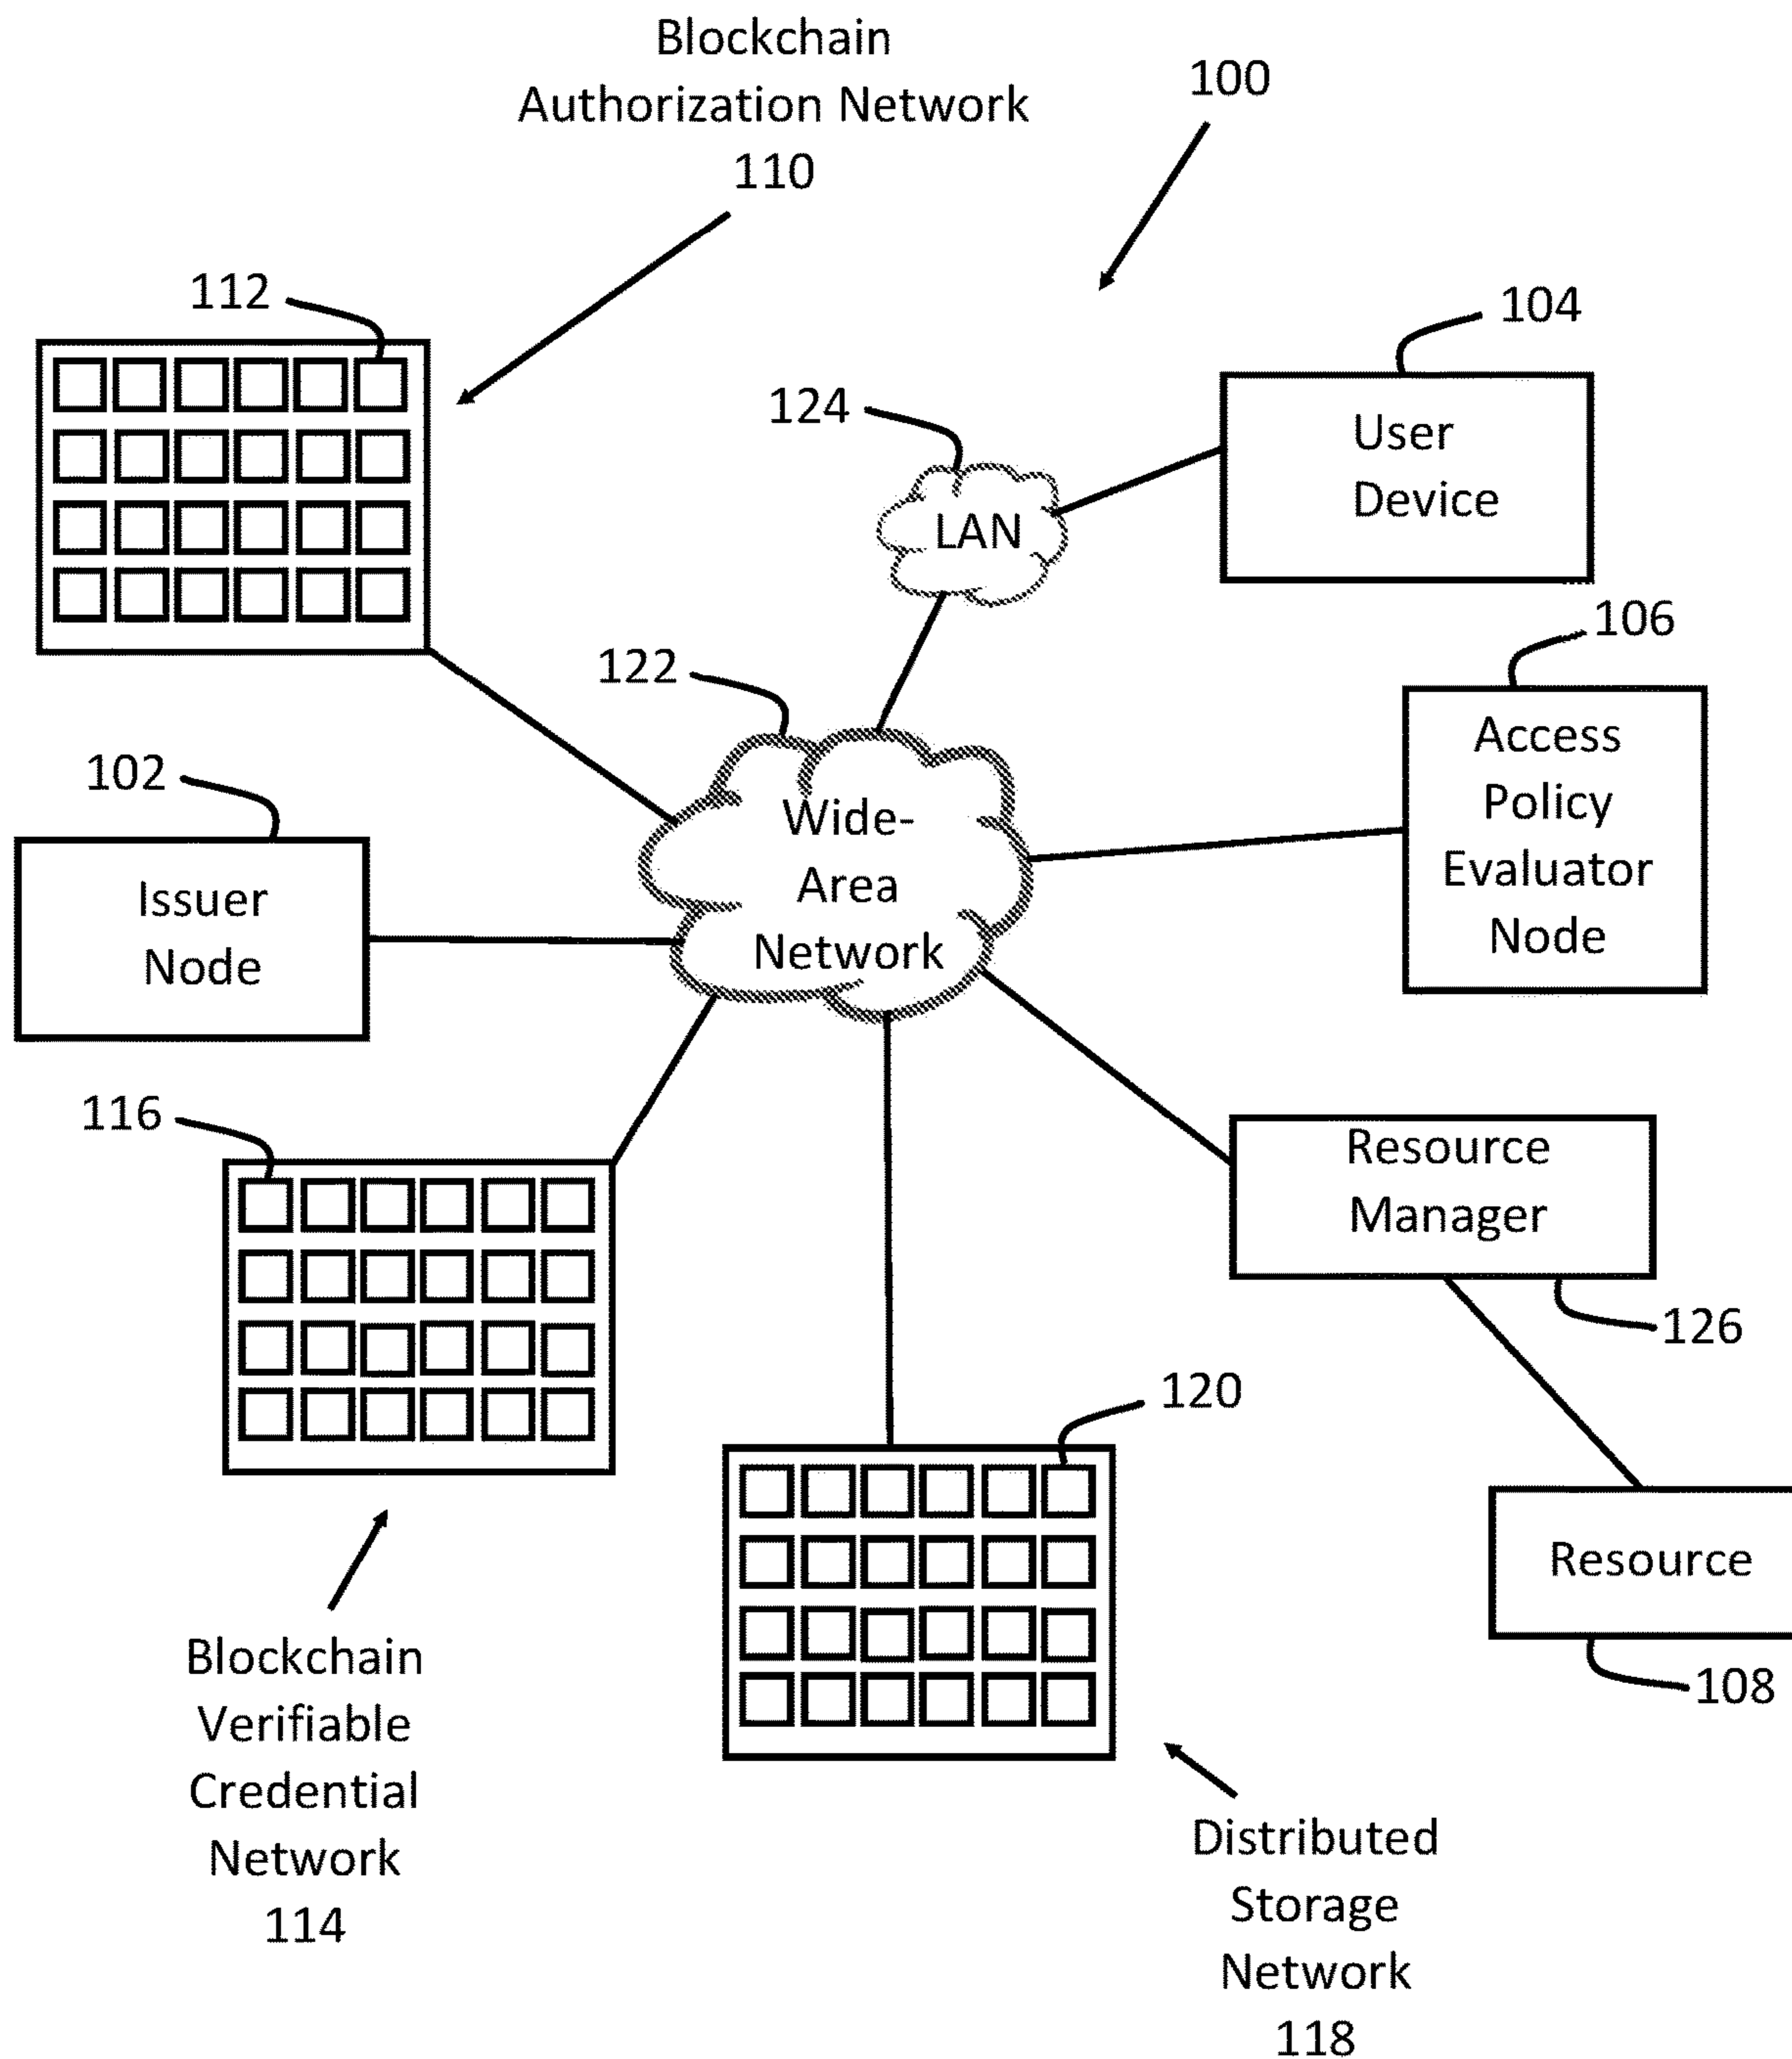 Blockchain
Authorization Network
110
100
112
104
124
User
Device
LAN
106
122
Access
Policy
Evaluator
Node
102
Wide-
Area
Network
Issuer
Node
116
Resource
Manager
126
120
Resource
108
Blockchain
Verifiable
Credential
Network
114
Distributed
Storage
Network
118